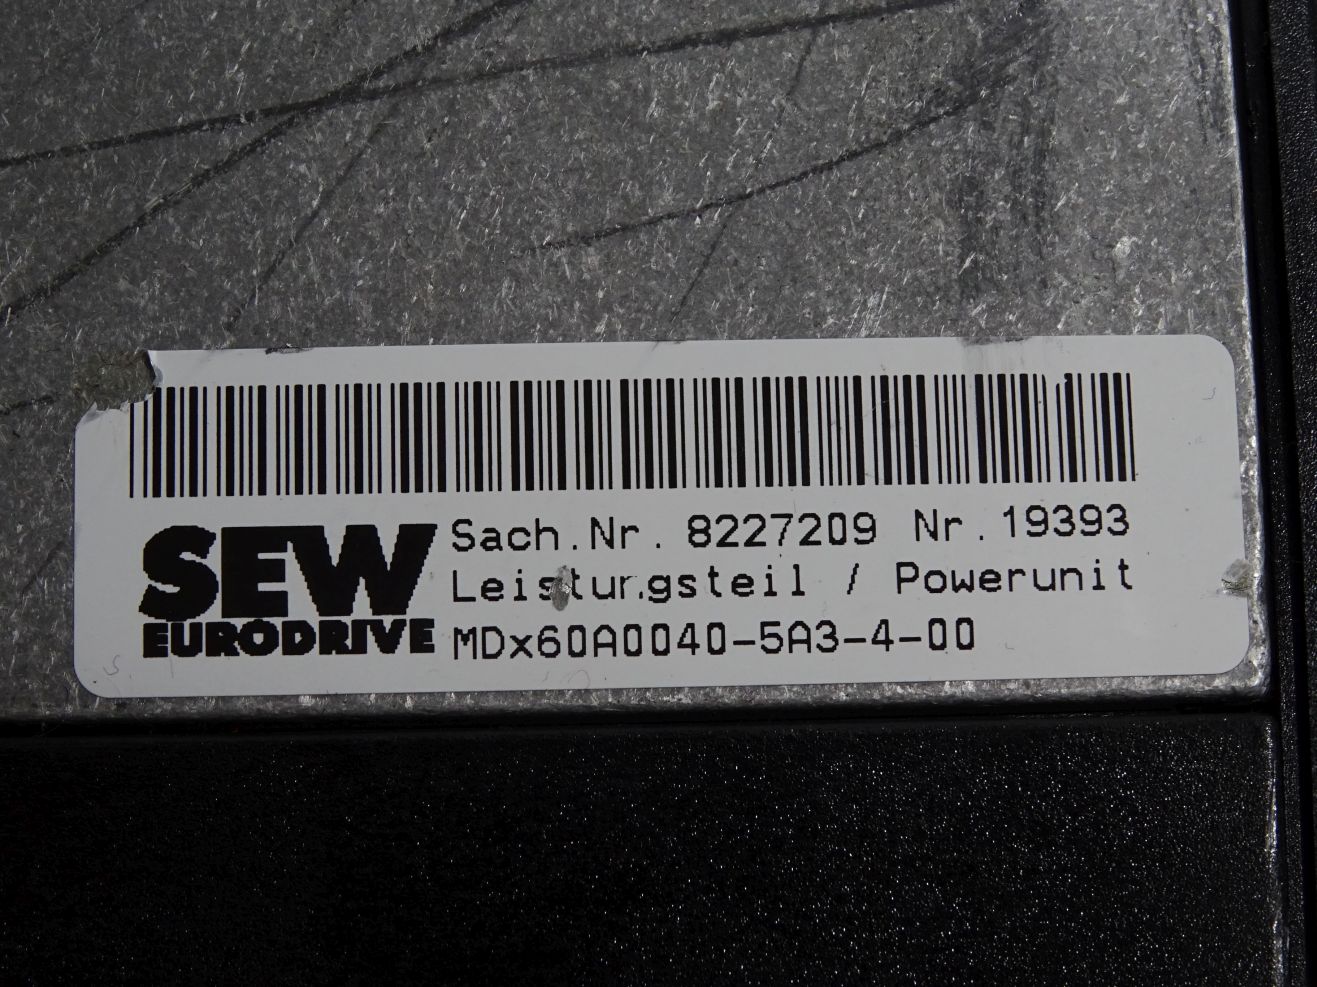 SEW
EURODRIVE
Sach.Nr. 8227209 Nr.19393
Leistungsteil / Powerunit
MDx60A0040-5A3-4-00